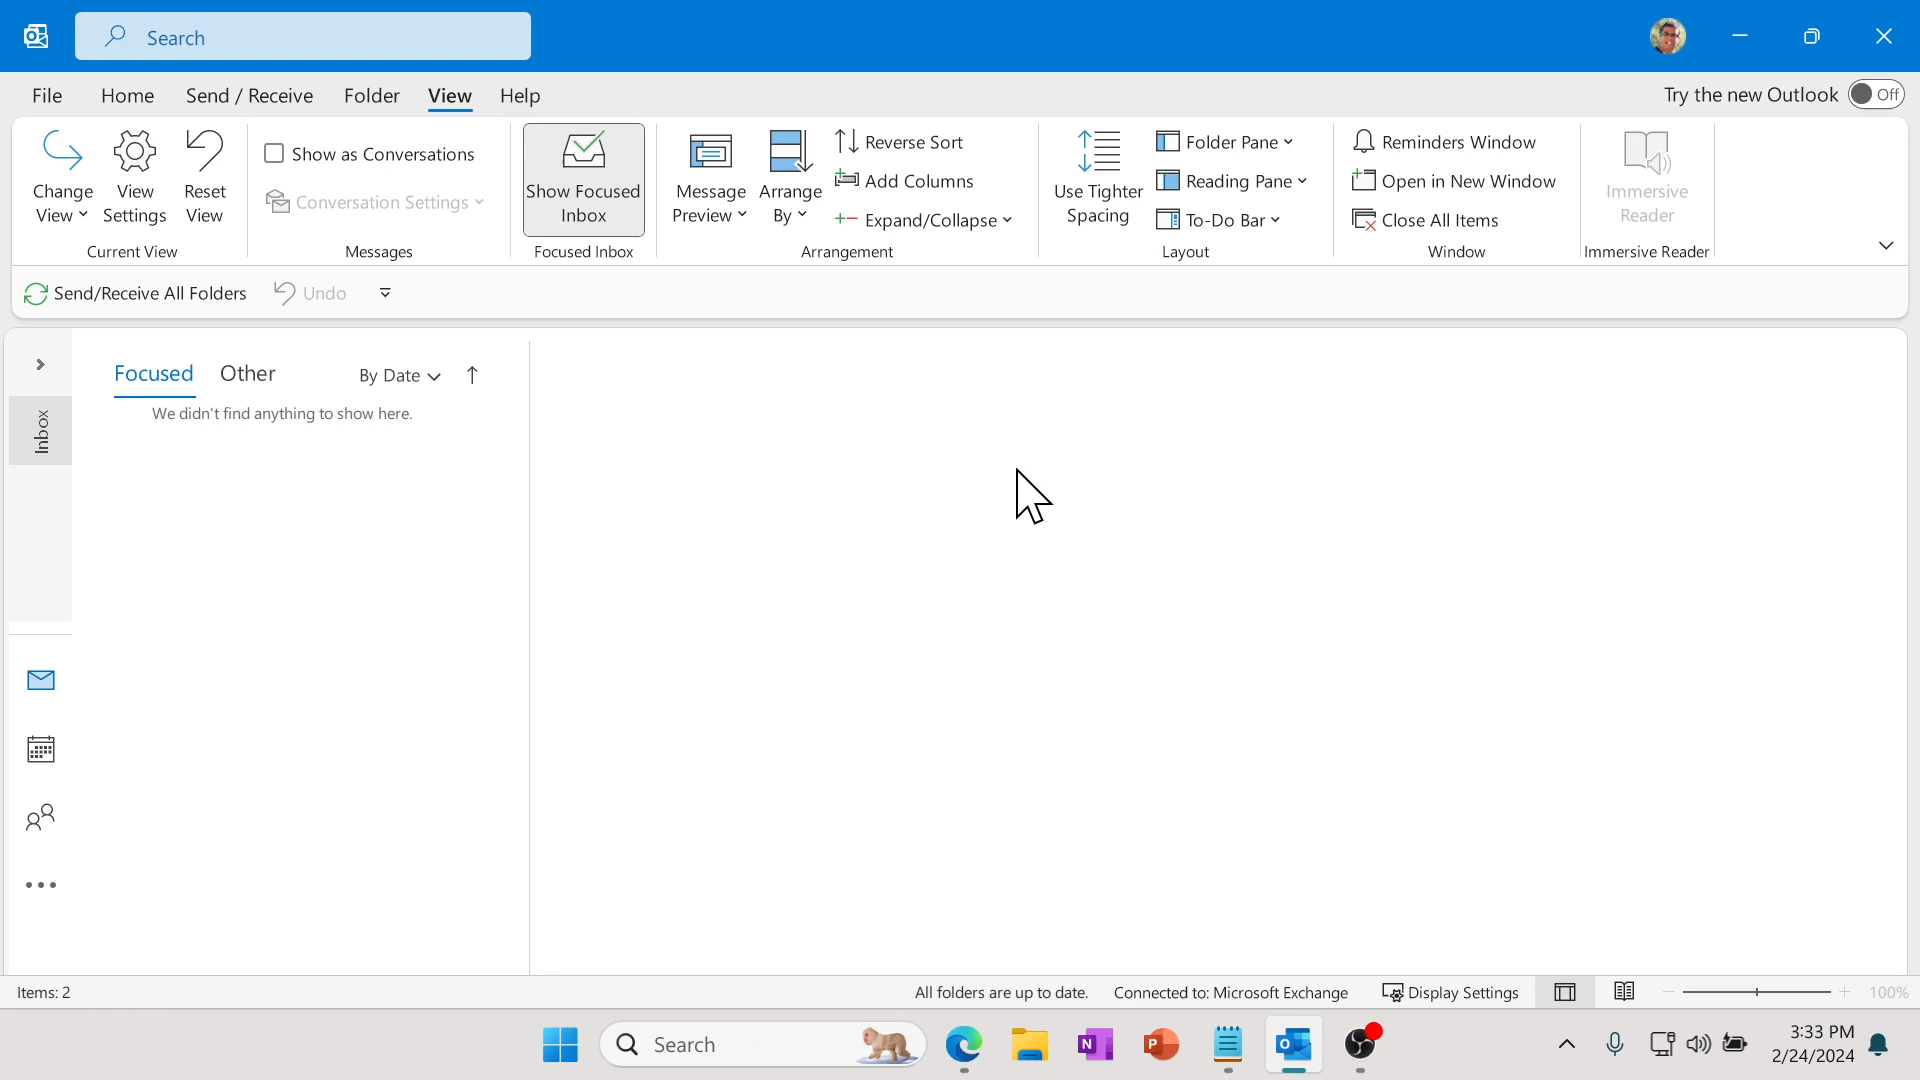 Search
File Home Send / Receive Folder View Help
Try the new Outlook Off
Change View
View Settings
Reset View
Current View
Show as Conversations
Conversation Settings
Messages
Show Focused Inbox
Focused Inbox
Message Preview
Arrange By
Reverse Sort
Add Columns
Expand/Collapse
Arrangement
Use Tighter Spacing
Folder Pane
Reading Pane
To-Do Bar
Layout
Reminders Window
Open in New Window
Close All Items
Window
Immersive Reader
Immersive Reader
Send/Receive All Folders Undo
Inbox
Focused Other By Date
We didn't find anything to show here.
Items: 2 All folders are up to date. Connected to: Microsoft Exchange Display Settings 100%
Search
3:33 PM
2/24/2024